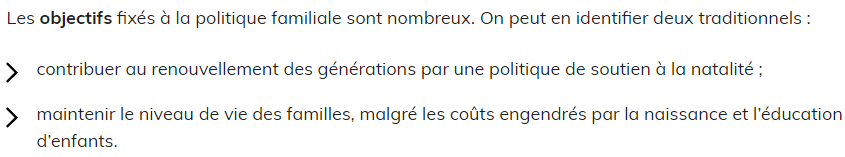 Les objectifs fixés à la politique familiale sont nombreux. On peut en identifier deux traditionnels :
contribuer au renouvellement des générations par une politique de soutien à la natalité ;
maintenir le niveau de vie des familles, malgré les coûts engendrés par la naissance et l’éducation
d’enfants.